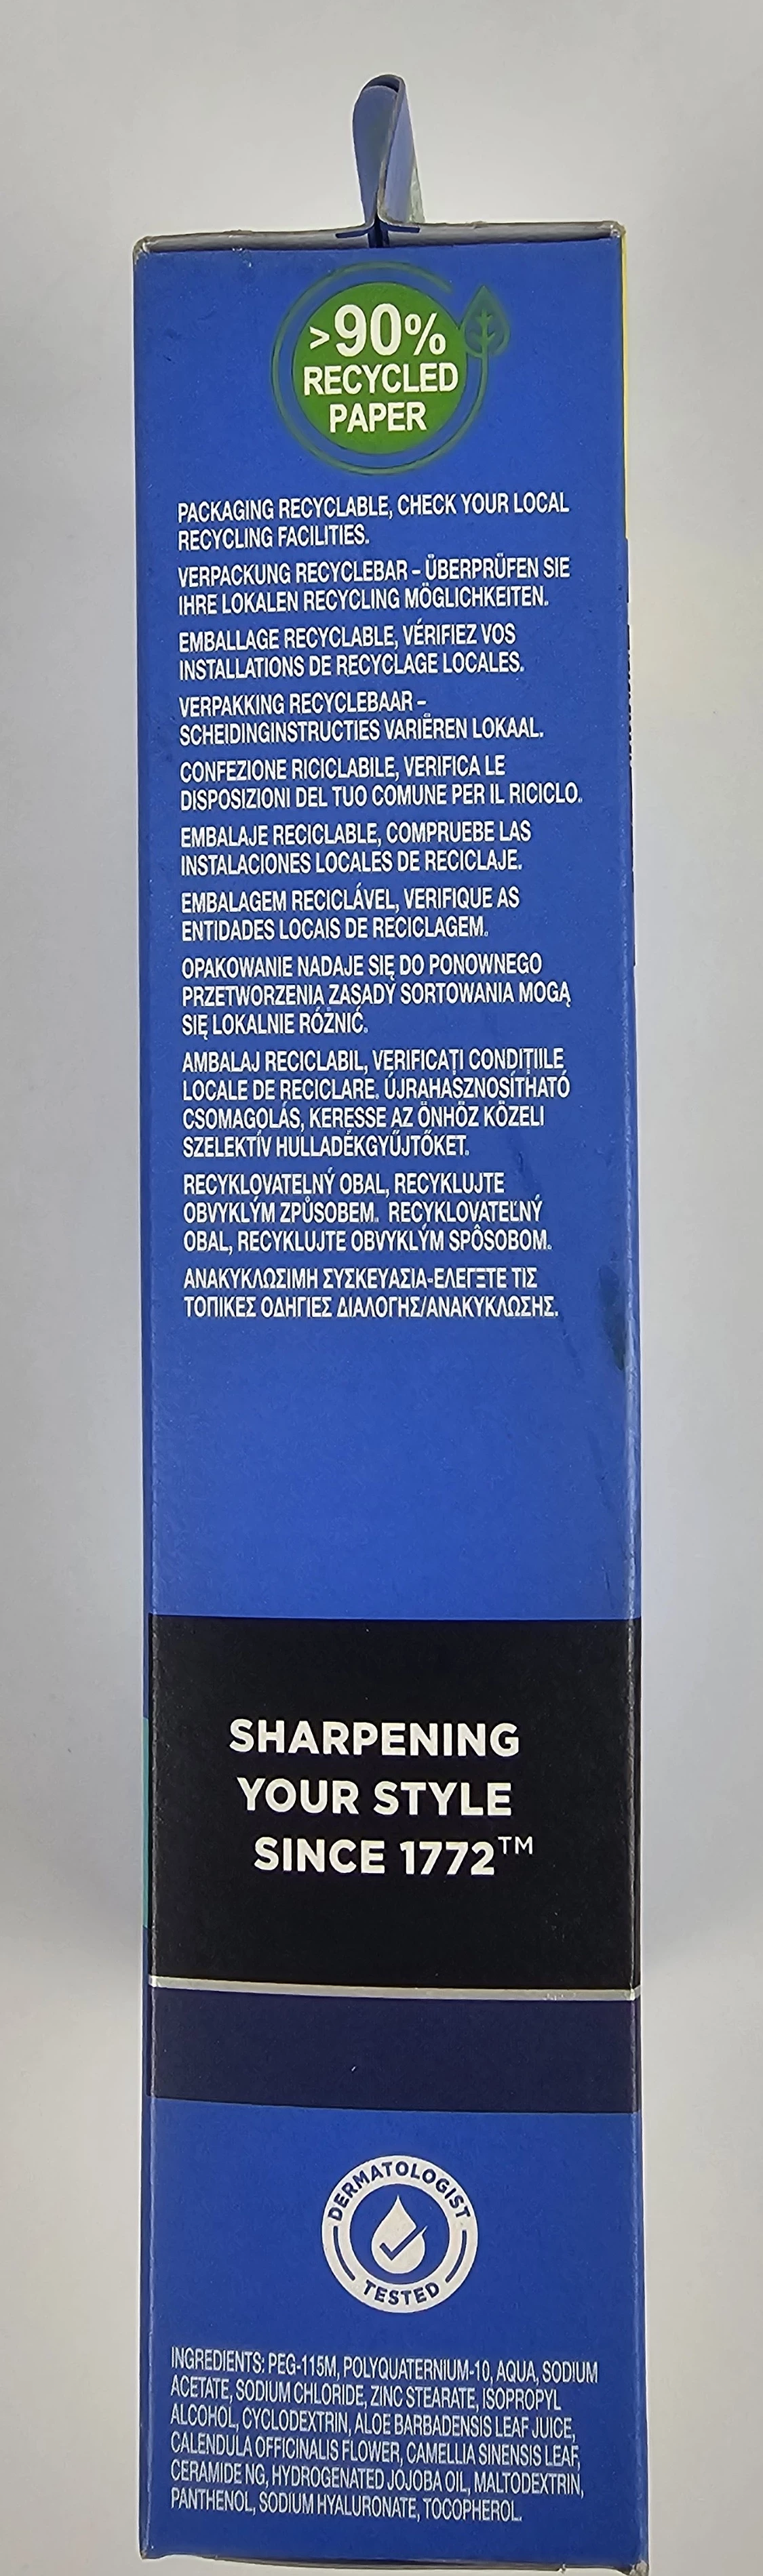 >90%
RECYCLED
PAPER
PACKAGING RECYCLABLE, CHECK YOUR LOCAL
RECYCLING FACILITIES.
VERPACKUNG RECYCLEBAR – ÜBERPRÜFEN SIE
IHRE LOKALEN RECYCLING MÖGLICHKEITEN.
EMBALLAGE RECYCLABLE, VÉRIFIEZ VOS
INSTALLATIONS DE RECYCLAGE LOCALES.
VERPAKKING RECYCLEBAAR –
SCHEIDINGINSTRUCTIES VARIËREN LOKAAL.
CONFEZIONE RICICLABILE, VERIFICA LE
DISPOSIZIONI DEL TUO COMUNE PER IL RICICLO.
EMBALAJE RECICLABLE, COMPRUEBE LAS
INSTALACIONES LOCALES DE RECICLAJE.
EMBALAGEM RECICLÁVEL, VERIFIQUE AS
ENTIDADES LOCAIS DE RECICLAGEM.
OPAKOWANIE NADAJE SIĘ DO PONOWNEGO
PRZETWORZENIA ZASADY SORTOWANIA MOGĄ
SIĘ LOKALNIE RÓŻNIĆ.
AMBALAJ RECICLABIL, VERIFICAȚI CONDIȚIILE
LOCALE DE RECICLARE. ÚJRAHASZNOSÍTHATÓ
CSOMAGOLÁS, KERESSE AZ ÖNHÖZ KÖZELI
SZELEKTÍV HULLADÉKGYŰJTŐKET.
RECYKLOVATELNÝ OBAL, RECYKLUJTE
OBVYKLÝM ZPŮSOBEM. RECYKLOVATEĽNÝ
OBAL, RECYKLUJTE OBVYKLÝM SPÔSOBOM.
ΑΝΑΚΥΚΛΩΣΙΜΗ ΣΥΣΚΕΥΑΣΙΑ-ΕΛΕΓΞΤΕ ΤΙΣ
ΤΟΠΙΚΕΣ ΟΔΗΓΙΕΣ ΔΙΑΛΟΓΗΣ/ΑΝΑΚΥΚΛΩΣΗΣ.
SHARPENING
YOUR STYLE
SINCE 1772™
DERMATOLOGIST
TESTED
INGREDIENTS: PEG-115M, POLYQUATERNIUM-10, AQUA, SODIUM
ACETATE, SODIUM CHLORIDE, ZINC STEARATE, ISOPROPYL
ALCOHOL, CYCLODEXTRIN, ALOE BARBADENSIS LEAF JUICE,
CALENDULA OFFICINALIS FLOWER, CAMELLIA SINENSIS LEAF,
CERAMIDE NG, HYDROGENATED JOJOBA OIL, MALTODEXTRIN,
PANTHENOL, SODIUM HYALURONATE, TOCOPHEROL.